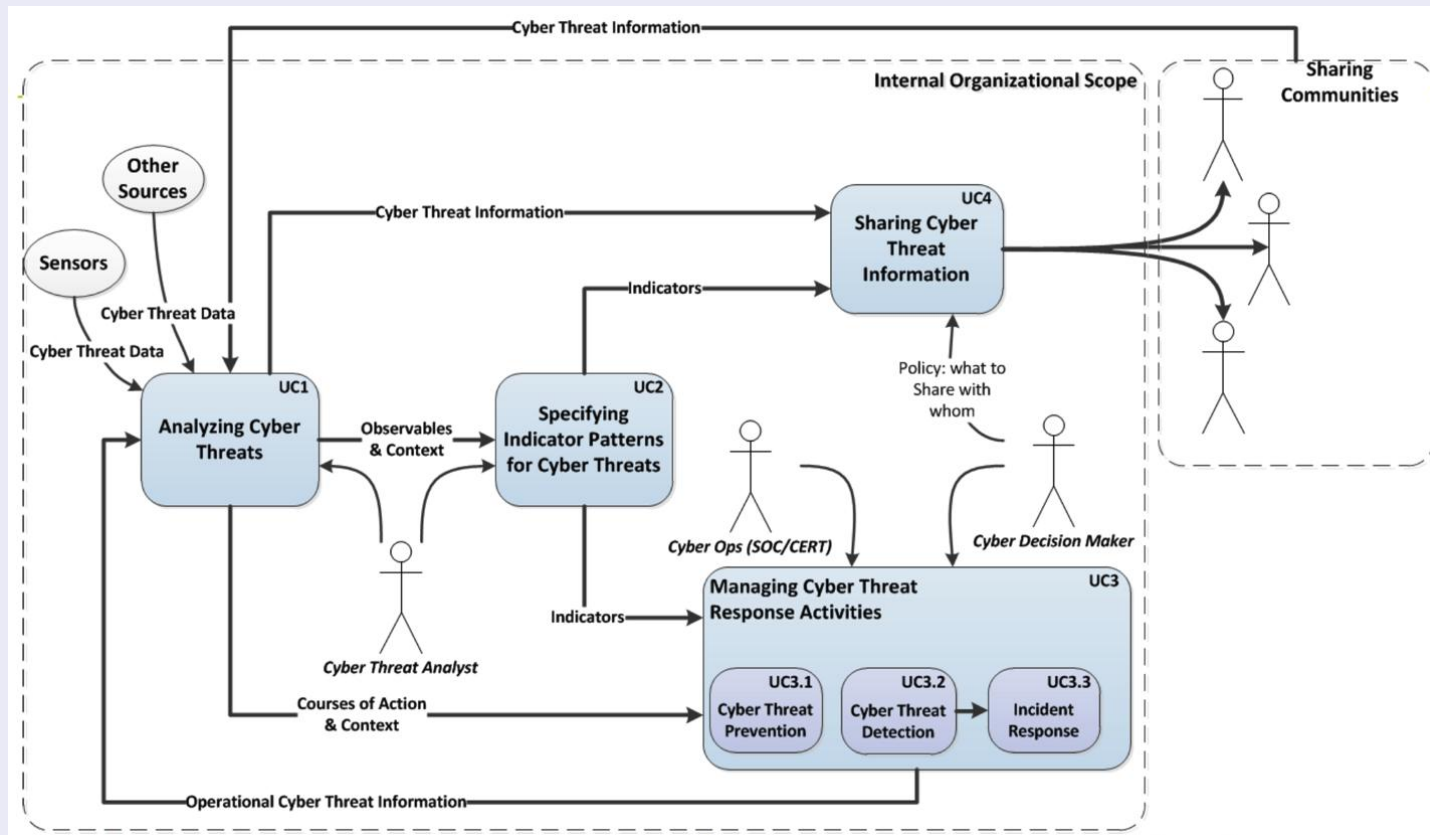 Cyber Threat Information
Internal Organizational Scope
Sharing
Communities
Other
Sources
Sensors
Cyber Threat Data
Cyber Threat Data
Cyber Threat Information
UC4
Sharing Cyber
Threat
Information
Indicators
Policy: what to
Share with
whom
UC1
Analyzing Cyber
Threats
Observables
& Context
UC2
Specifying
Indicator Patterns
for Cyber Threats
Cyber Threat Analyst
Cyber Ops (SOC/CERT)
Cyber Decision Maker
Indicators
Courses of Action
& Context
Managing Cyber Threat
Response Activities
UC3
UC3.1
Cyber Threat
Prevention
UC3.2
Cyber Threat
Detection
UC3.3
Incident
Response
Operational Cyber Threat Information